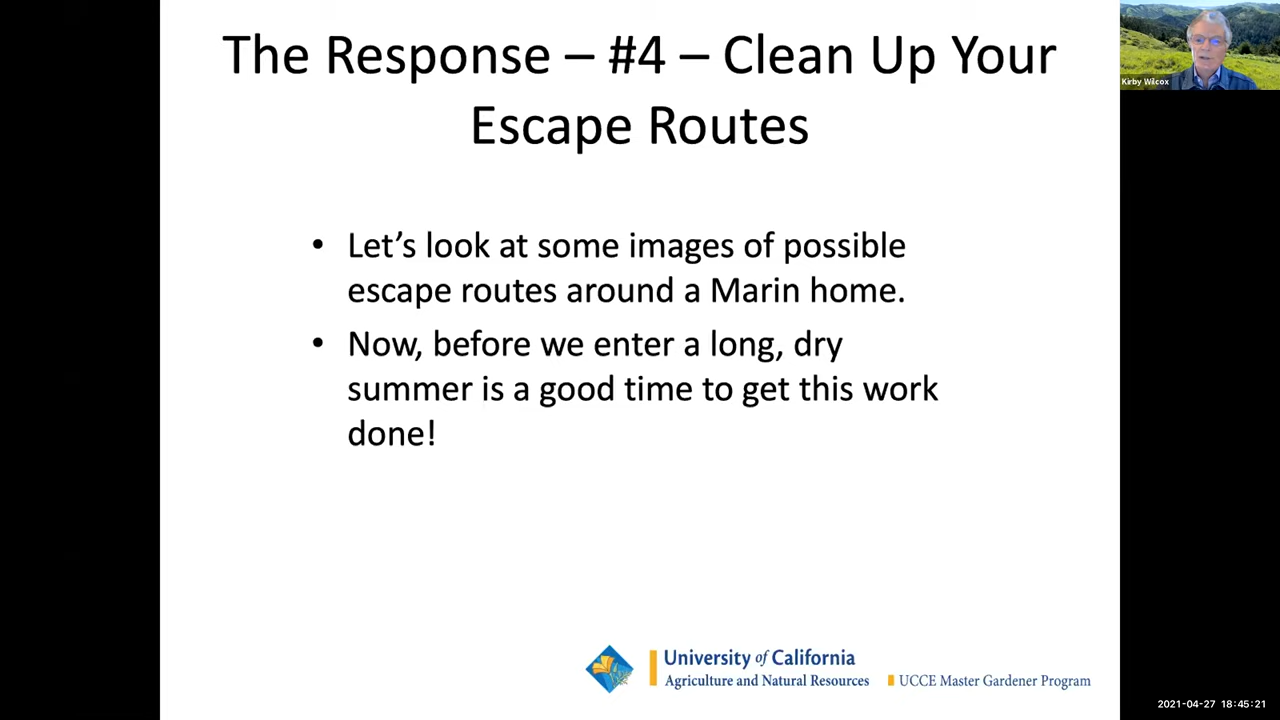 The Response – #4 – Clean Up Your
Escape Routes
Kirby Wilcox
• Let’s look at some images of possible
escape routes around a Marin home.
• Now, before we enter a long, dry
summer is a good time to get this work
done!
University of California
Agriculture and Natural Resources
UCCE Master Gardener Program
2021-04-27 18:45:21